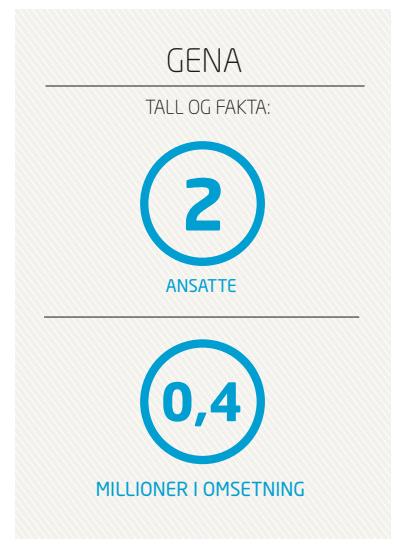 GENA
TALL OG FAKTA:
2
ANSATTE
0,4
MILLIONER I OMSETNING